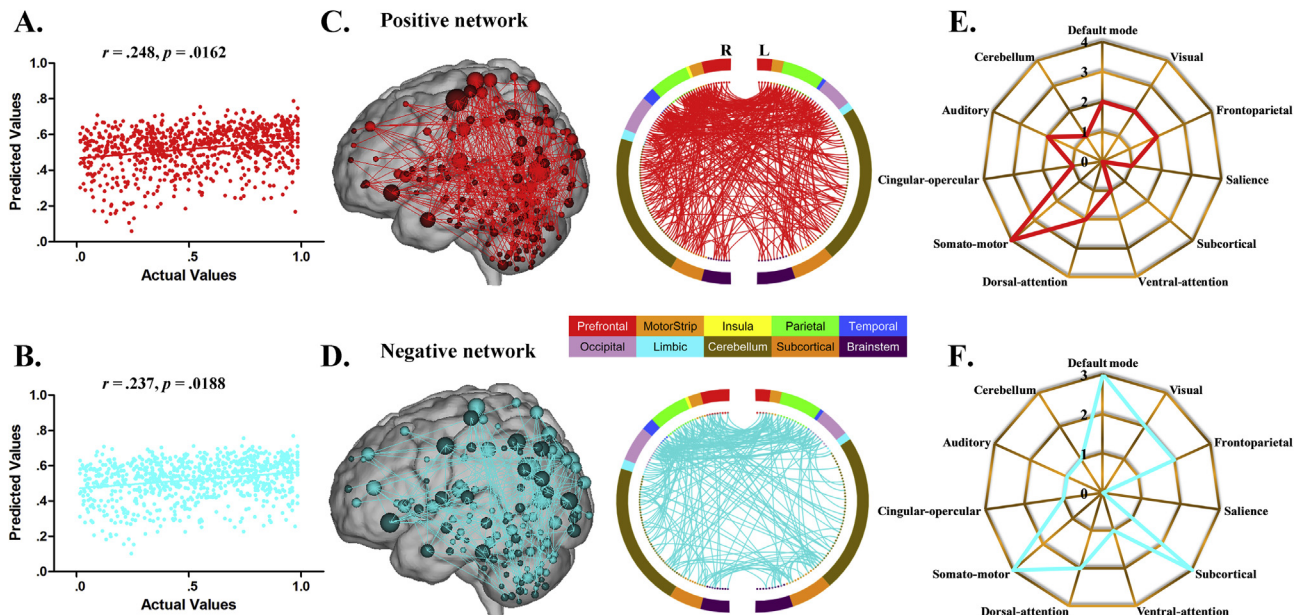 A.
r = .248, p = .0162
1.0
.8
.6
.4
.2
.0
Predicted Values
.0
.5
1.0
Actual Values
C.
Positive network
R
L
E.
Default mode
Visual
Frontoparietal
Salience
Subcortical
Ventral-attention
Dorsal-attention
Somato-motor
Cingular-opercular
Auditory
Cerebellum
4
3
2
1
0
Prefrontal
MotorStrip
Insula
Parietal
Temporal
Occipital
Limbic
Cerebellum
Subcortical
Brainstem
B.
r = .237, p = .0188
1.0
.8
.6
.4
.2
.0
Predicted Values
.0
.5
1.0
Actual Values
D.
Negative network
F.
Default mode
Visual
Frontoparietal
Salience
Subcortical
Ventral-attention
Dorsal-attention
Somato-motor
Cingular-opercular
Auditory
Cerebellum
3
2
1
0